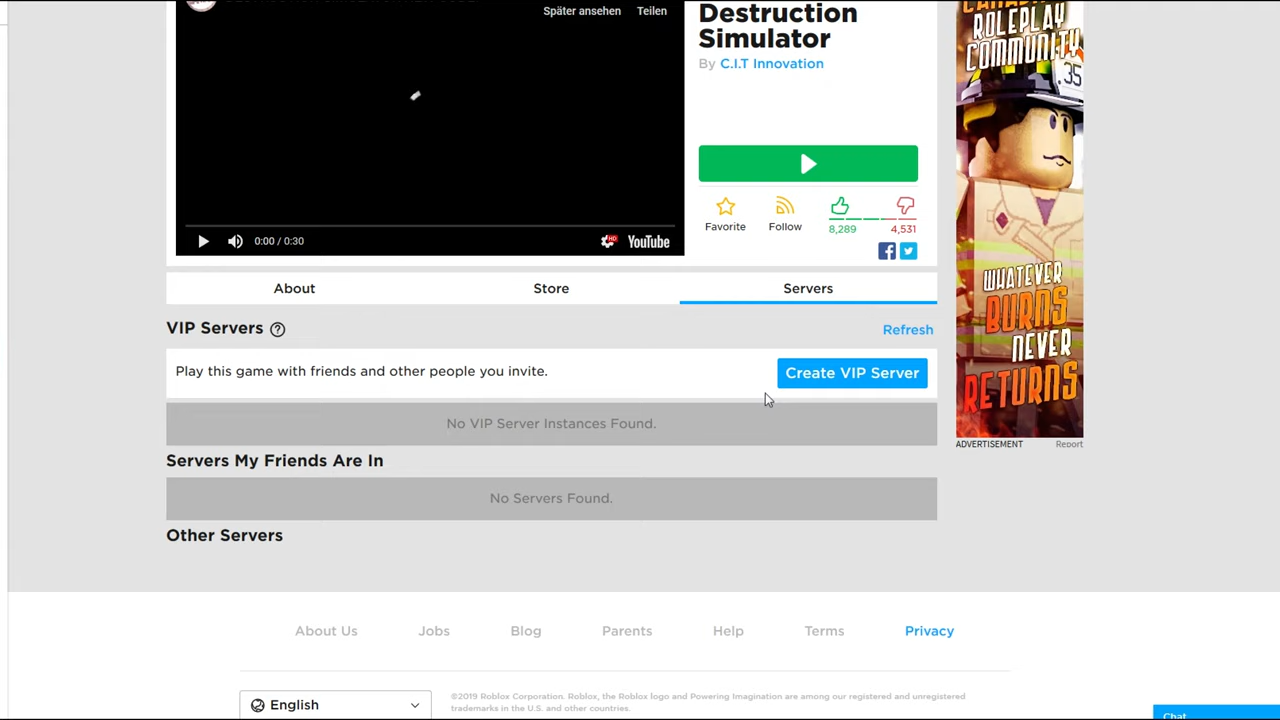 Später ansehen Teilen
Destruction
Simulator
By C.I.T Innovation
ROLEPLAY
COMMUNITY
.35
Favorite Follow
8,289 4,531
0:00 / 0:30
HD
YouTube
About Store Servers
VIP Servers ?
Refresh
Play this game with friends and other people you invite.
Create VIP Server
No VIP Server Instances Found.
Servers My Friends Are In
No Servers Found.
Other Servers
WHATEVER
BURNS
NEVER
RETURNS
ADVERTISEMENT Report
About Us Jobs Blog Parents Help Terms Privacy
English
©2019 Roblox Corporation. Roblox, the Roblox logo and Powering Imagination are among our registered and unregistered
trademarks in the U.S. and other countries.
Chat